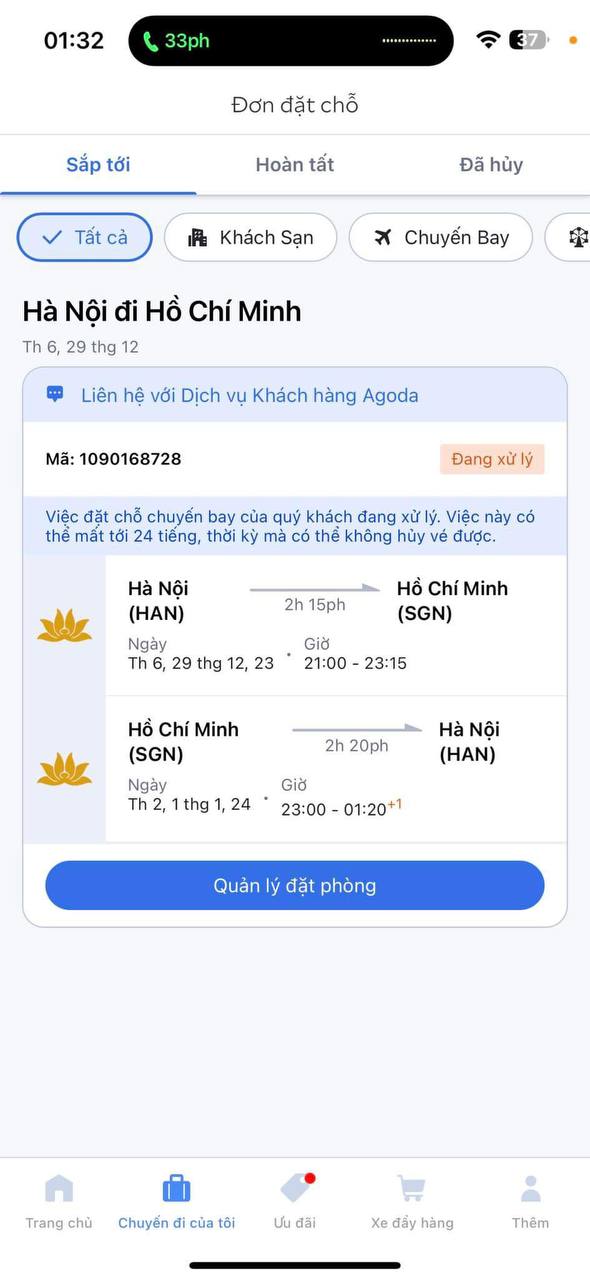 01:32
33ph
37
Đơn đặt chỗ
Sắp tới
Hoàn tất
Đã hủy
Tất cả
Khách Sạn
Chuyến Bay
Hà Nội đi Hồ Chí Minh
Th 6, 29 thg 12
Liên hệ với Dịch vụ Khách hàng Agoda
Mã: 1090168728
Đang xử lý
Việc đặt chỗ chuyến bay của quý khách đang xử lý. Việc này có
thể mất tới 24 tiếng, thời kỳ mà có thể không hủy vé được.
Hà Nội
(HAN)
2h 15ph
Hồ Chí Minh
(SGN)
Ngày
Th 6, 29 thg 12, 23
Giờ
21:00 - 23:15
Hồ Chí Minh
(SGN)
2h 20ph
Hà Nội
(HAN)
Ngày
Th 2, 1 thg 1, 24
Giờ
23:00 - 01:20+1
Quản lý đặt phòng
Trang chủ
Chuyến đi của tôi
Ưu đãi
Xe đẩy hàng
Thêm